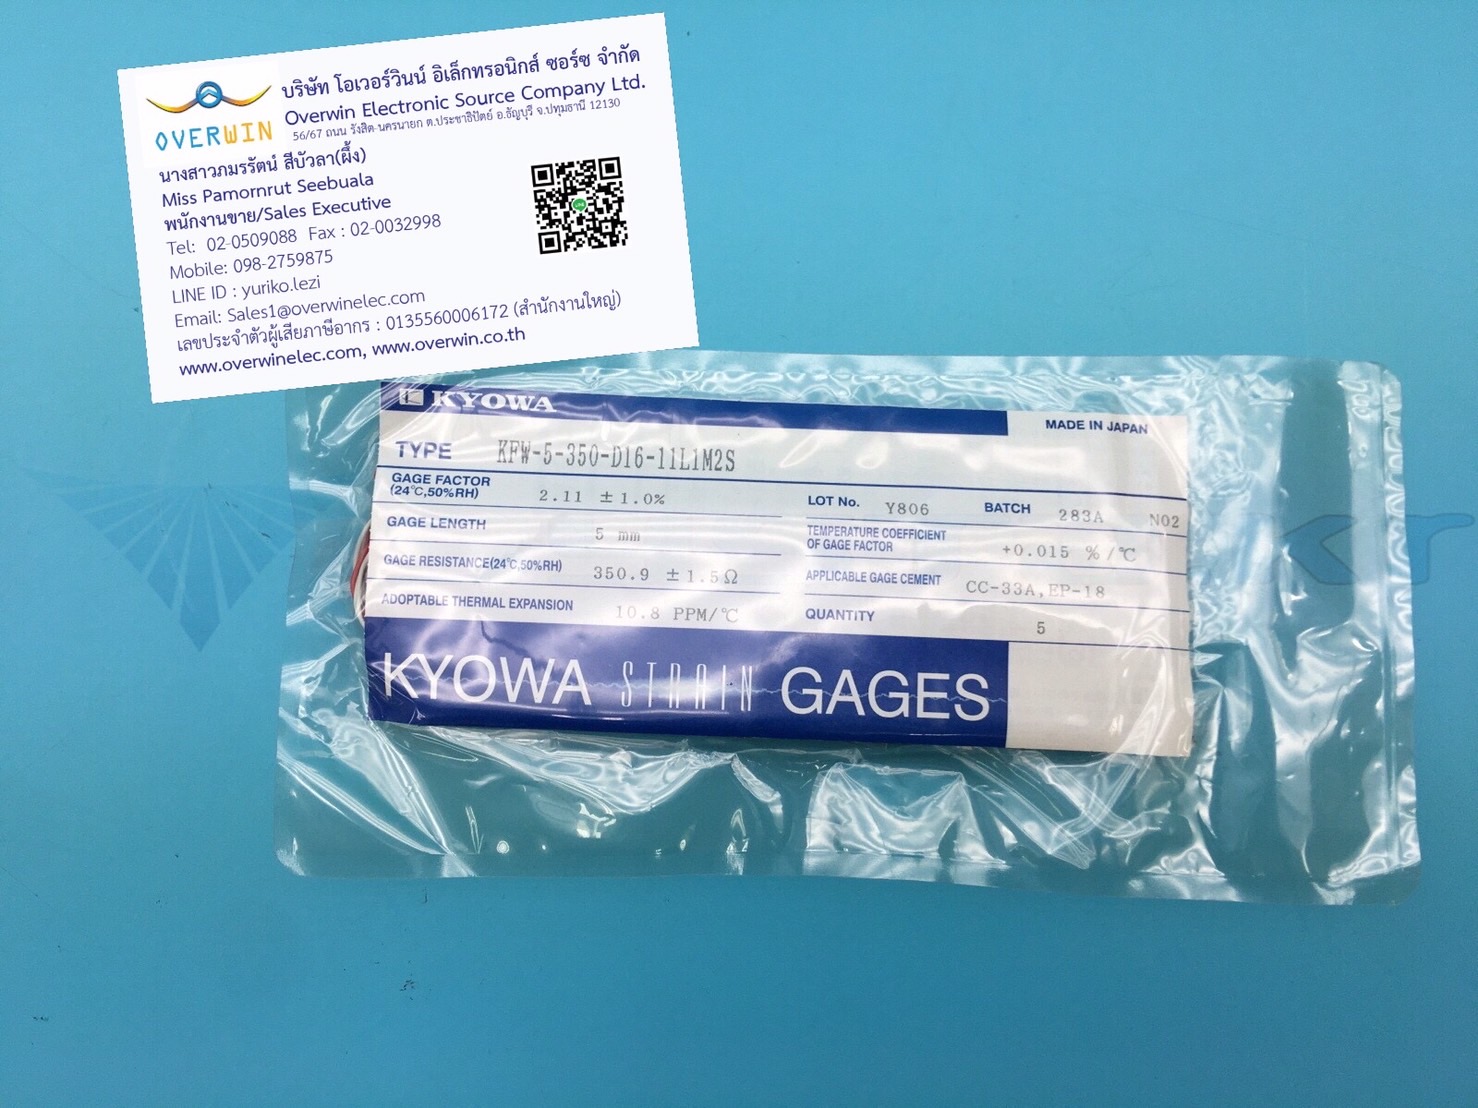 บริษัท โอเวอร์วินน์ อิเล็กทรอนิกส์ ซอร์ซ จำกัด
Overwin Electronic Source Company Ltd.
56/67 ถนน รังสิต-นครนายก ต.ประชาธิปัตย์ อ.ธัญบุรี จ.ปทุมธานี 12130
OVERWIN
นางสาวภมรรัตน์ สีบัวลา(ผึ้ง)
Miss Pamornrut Seebuala
พนักงานขาย/Sales Executive
Tel: 02-0509088 Fax : 02-0032998
Mobile: 098-2759875
LINE ID : yuriko.lezi
Email: Sales1@overwinelec.com
เลขประจำตัวผู้เสียภาษีอากร : 0135560006172 (สำนักงานใหญ่)
www.overwinelec.com, www.overwin.co.th
LINE
KYOWA
MADE IN JAPAN
TYPE KFW-5-350-D16-11L1M2S
GAGE FACTOR
(24℃,50%RH) 2.11 ±1.0%
LOT No. Y806 BATCH 283A N02
GAGE LENGTH 5 mm
TEMPERATURE COEFFICIENT
OF GAGE FACTOR +0.015 %/℃
GAGE RESISTANCE(24℃,50%RH) 350.9 ±1.5Ω
APPLICABLE GAGE CEMENT CC-33A,EP-18
ADOPTABLE THERMAL EXPANSION 10.8 PPM/℃
QUANTITY 5
KYOWA STRAIN GAGES